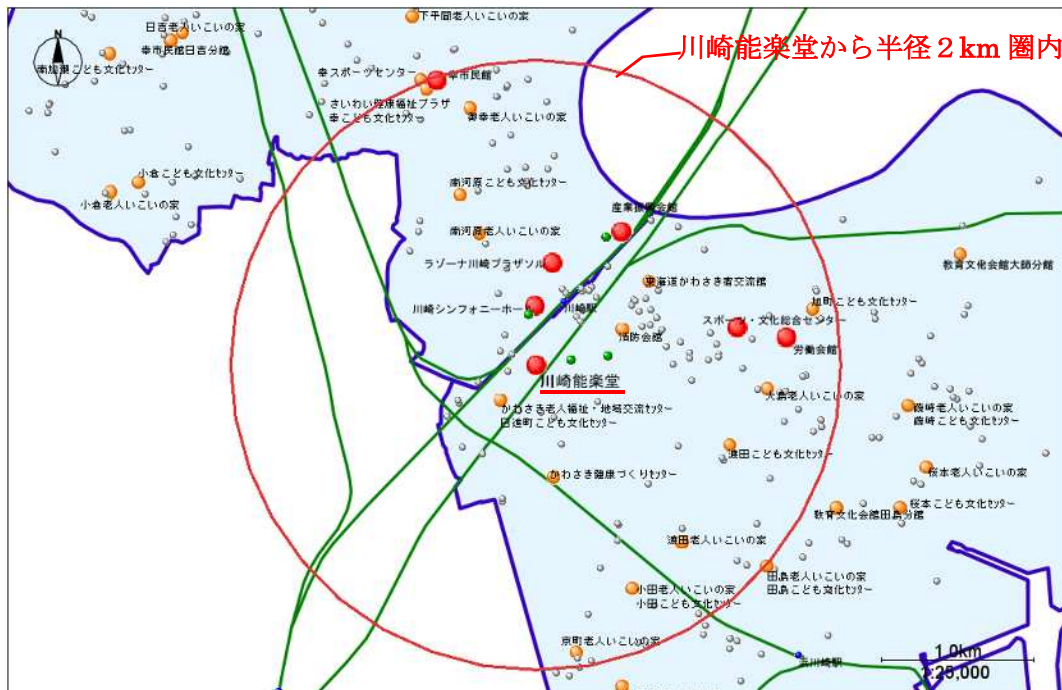 下平間老人いこいの家
日吉老人いこいの家
幸市民館日吉分館
南加瀬こども文化センター
川崎能楽堂から半径2km圏内
幸スポーツセンター
幸市民館
さいわい健康福祉プラザ
幸こども文化センター
御幸老人いこいの家
小倉こども文化センター
小倉老人いこいの家
南河原こども文化センター
産業振興会館
南河原老人いこいの家
ラゾーナ川崎プラザソル
教育文化会館大師分館
東海道かわさき宿交流館
川崎シンフォニーホール
川崎駅
旭町こども文化センター
スポーツ・文化総合センター
消防会館
労働会館
川崎能楽堂
大島老人いこいの家
かわさき老人福祉・地域交流センター
日進町こども文化センター
藤崎老人いこいの家
藤崎こども文化センター
渡田こども文化センター
かわさき健康づくりセンター
桜本老人いこいの家
桜本こども文化センター
教育文化会館田島分館
渡田老人いこいの家
田島老人いこいの家
田島こども文化センター
小田老人いこいの家
小田こども文化センター
京町老人いこいの家
浜川崎駅
1.0km
1:25,000